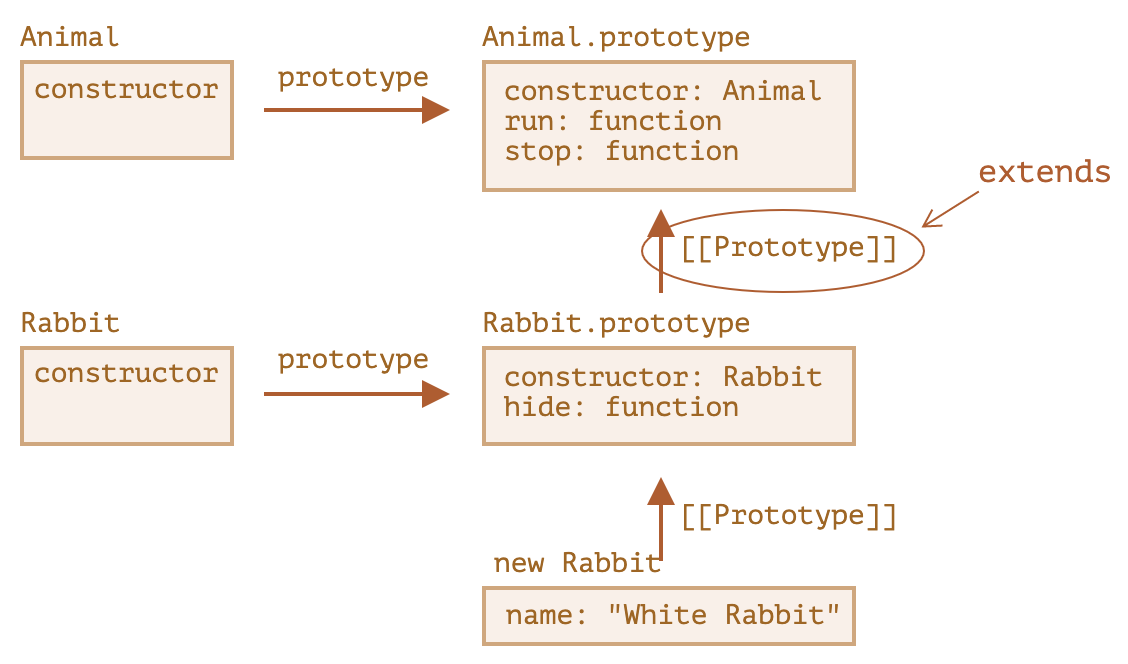 Animal
constructor
prototype
Animal.prototype
constructor: Animal
run: function
stop: function
extends
[[Prototype]]
Rabbit
constructor
prototype
Rabbit.prototype
constructor: Rabbit
hide: function
[[Prototype]]
new Rabbit
name: "White Rabbit"